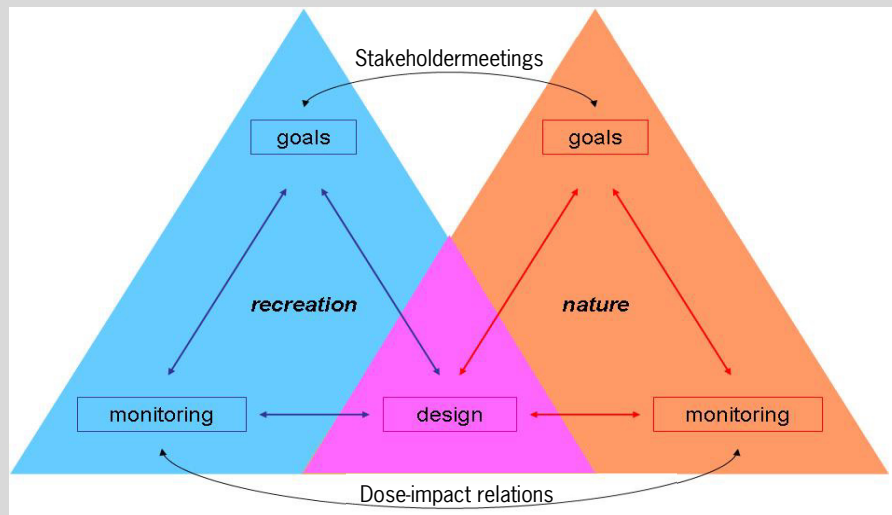 Stakeholdermeetings
goals
goals
recreation
nature
monitoring
design
monitoring
Dose-impact relations